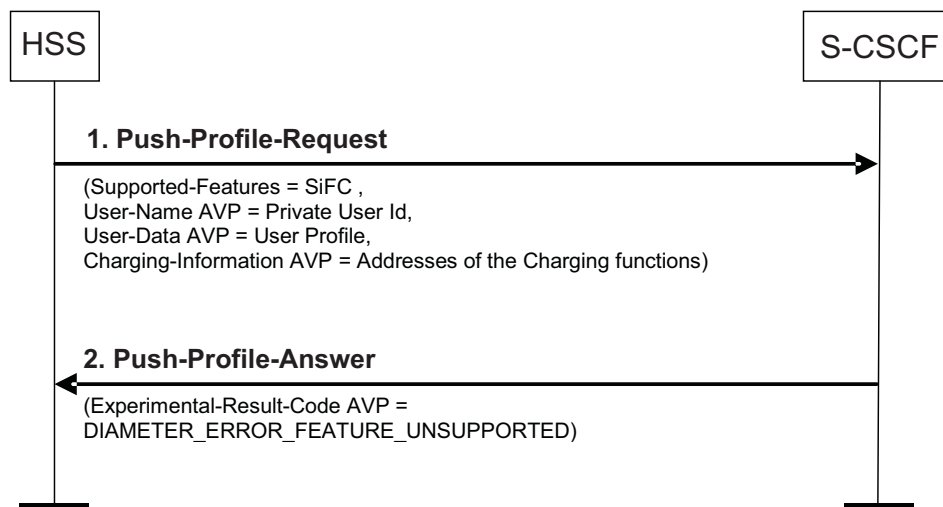 HSS
S-CSCF
1. Push-Profile-Request
(Supported-Features = SiFC ,
User-Name AVP = Private User Id,
User-Data AVP = User Profile,
Charging-Information AVP = Addresses of the Charging functions)
2. Push-Profile-Answer
(Experimental-Result-Code AVP =
DIAMETER_ERROR_FEATURE_UNSUPPORTED)